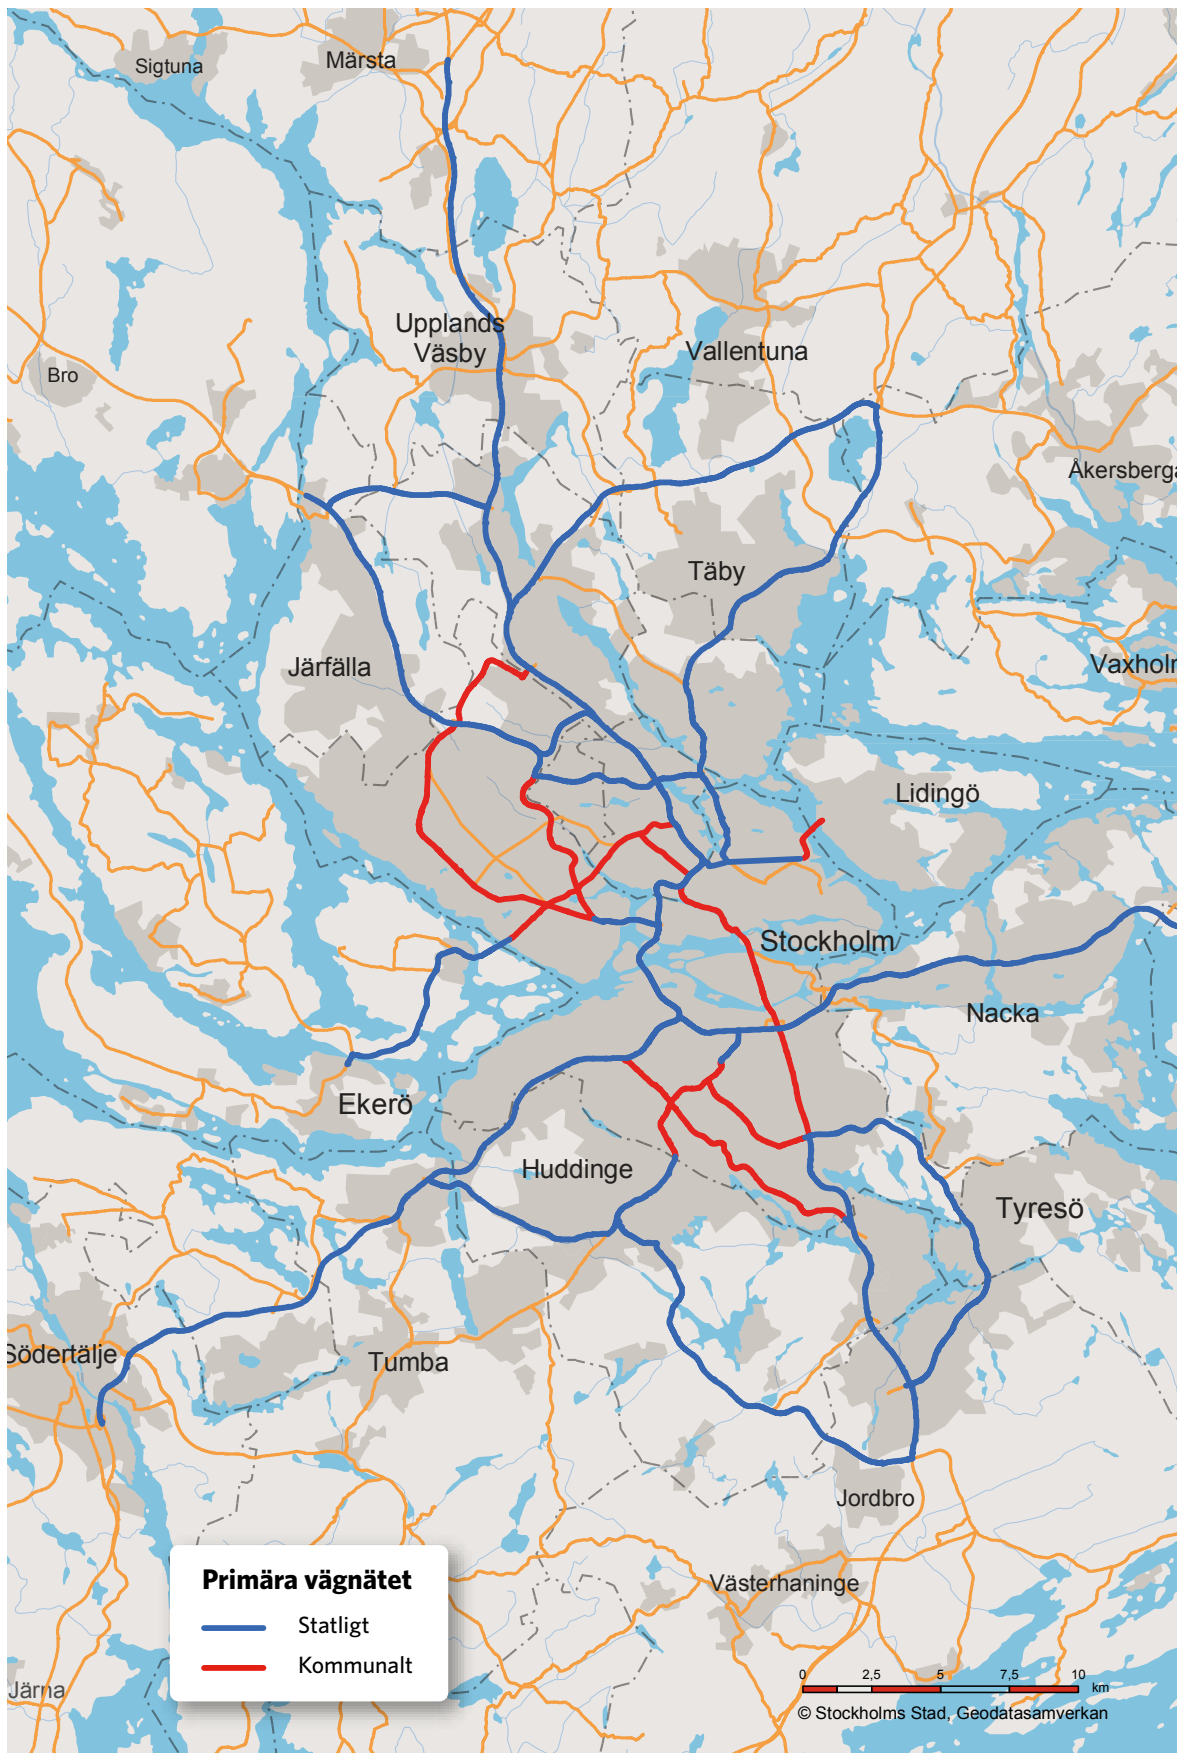 Sigtuna
Märsta
Upplands
Väsby
Vallentuna
Bro
Åkersberga
Täby
Järfälla
Vaxholm
Lidingö
Stockholm
Nacka
Ekerö
Huddinge
Tyresö
Södertälje
Tumba
Jordbro
Västerhaninge
Järna
Primära vägnätet
Statligt
Kommunalt
0 2,5 5 7,5 10
km
© Stockholms Stad, Geodatasamverkan